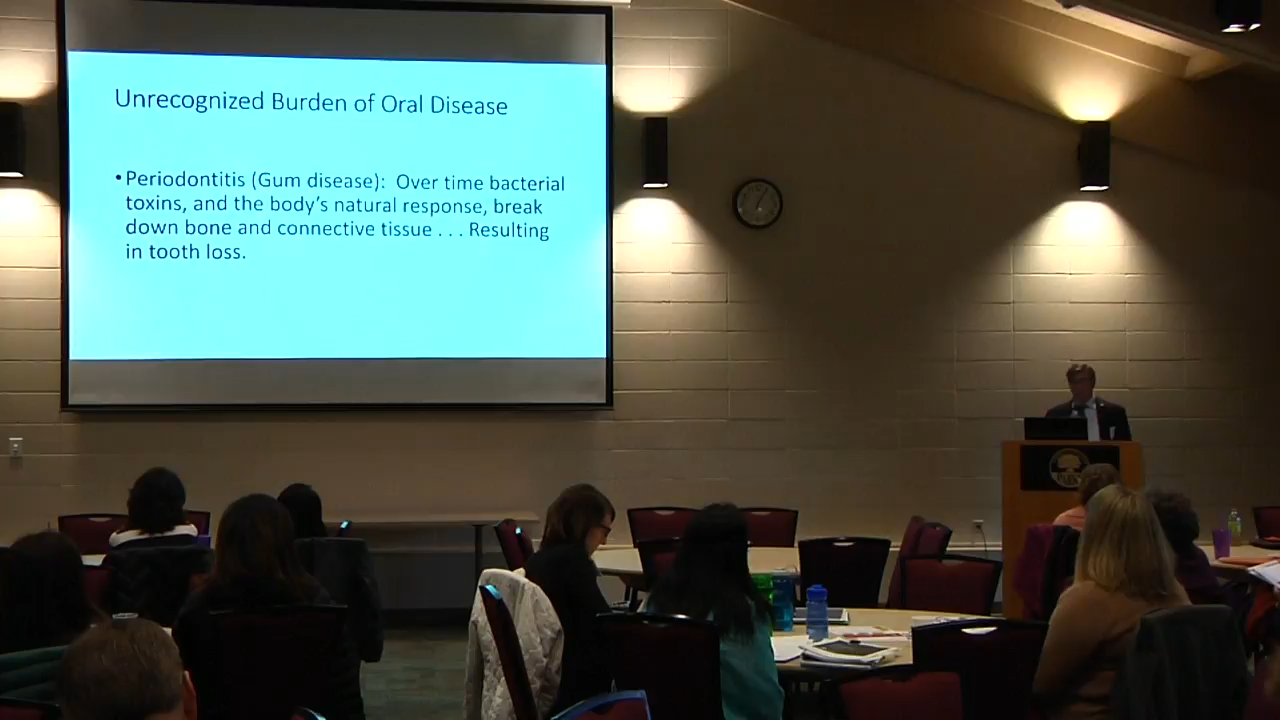 Unrecognized Burden of Oral Disease
• Periodontitis (Gum disease): Over time bacterial
toxins, and the body's natural response, break
down bone and connective tissue . . . Resulting
in tooth loss.